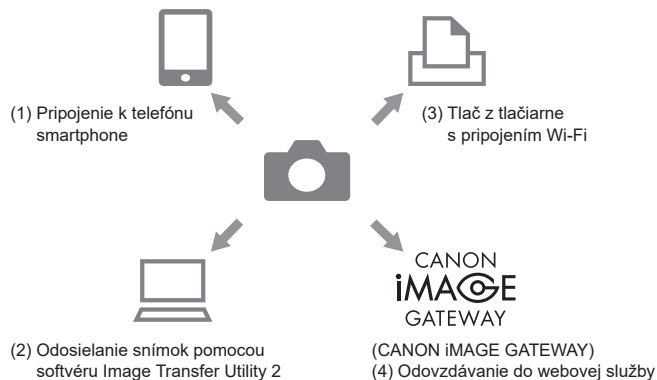 (1) Pripojenie k telefónu
smartphone
(3) Tlač z tlačiarne
s pripojením Wi-Fi
(2) Odosielanie snímok pomocou
softvéru Image Transfer Utility 2
CANON
iMAGE
GATEWAY
(CANON iMAGE GATEWAY)
(4) Odovzdávanie do webovej služby